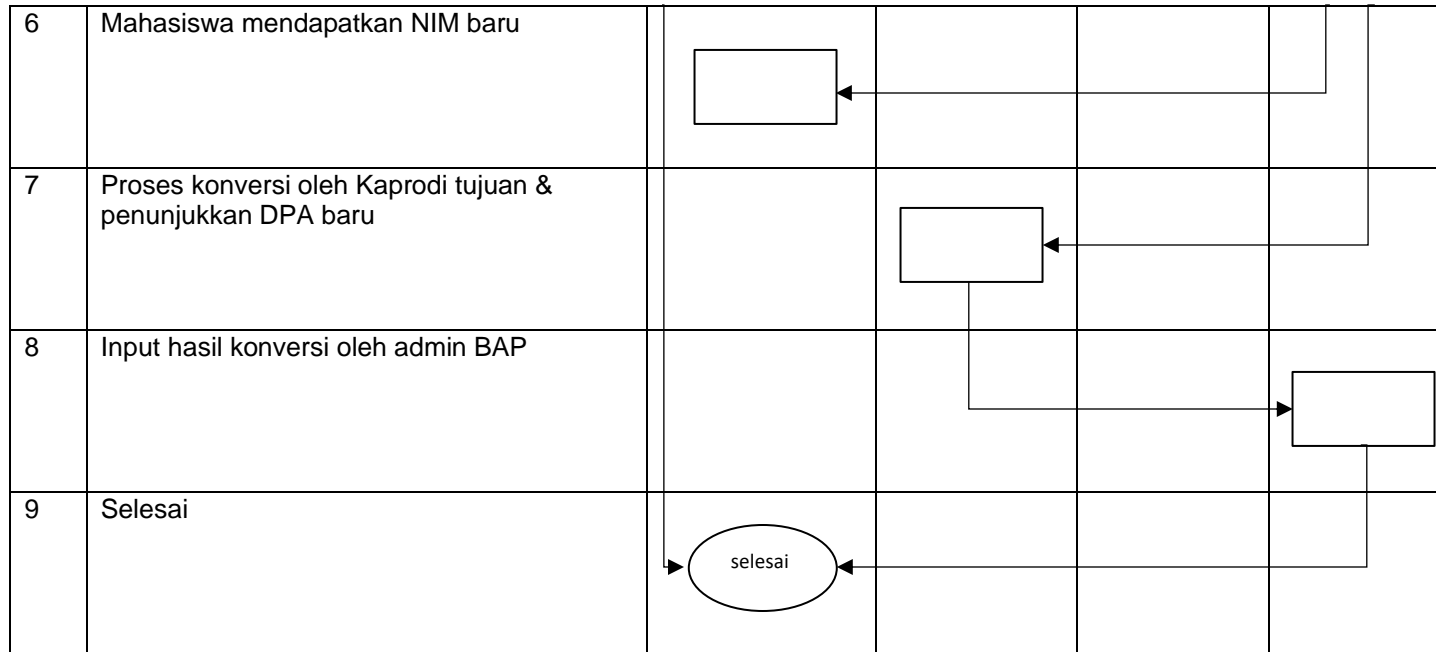 6 Mahasiswa mendapatkan NIM baru
7 Proses konversi oleh Kaprodi tujuan &
penunjukkan DPA baru
8 Input hasil konversi oleh admin BAP
9 Selesai
selesai